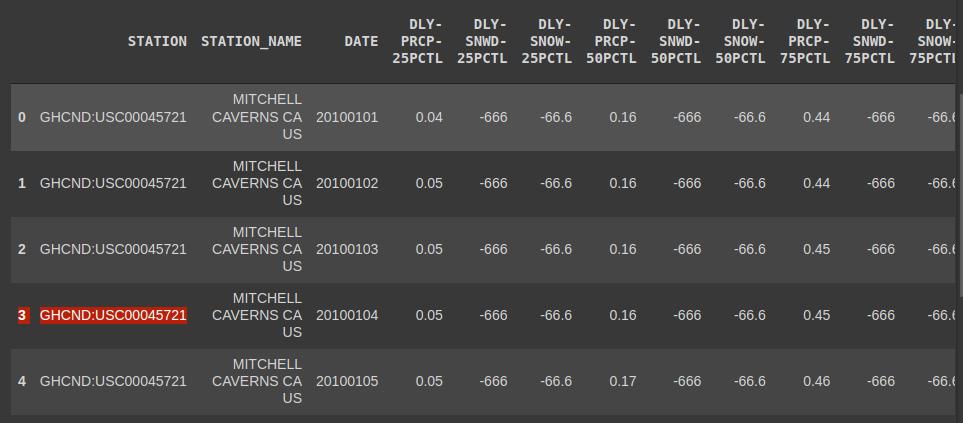 STATION STATION_NAME DATE DLY-PRCP-25PCTL DLY-SNWD-25PCTL DLY-SNOW-25PCTL DLY-PRCP-50PCTL DLY-SNWD-50PCTL DLY-SNOW-50PCTL DLY-PRCP-75PCTL DLY-SNWD-75PCTL DLY-SNOW-75PCTL
0 GHCND:USC00045721 MITCHELL CAVERNS CA US 20100101 0.04 -666 -66.6 0.16 -666 -66.6 0.44 -666 -66.6
1 GHCND:USC00045721 MITCHELL CAVERNS CA US 20100102 0.05 -666 -66.6 0.16 -666 -66.6 0.44 -666 -66.6
2 GHCND:USC00045721 MITCHELL CAVERNS CA US 20100103 0.05 -666 -66.6 0.16 -666 -66.6 0.45 -666 -66.6
3 GHCND:USC00045721 MITCHELL CAVERNS CA US 20100104 0.05 -666 -66.6 0.16 -666 -66.6 0.45 -666 -66.6
4 GHCND:USC00045721 MITCHELL CAVERNS CA US 20100105 0.05 -666 -66.6 0.17 -666 -66.6 0.46 -666 -66.6